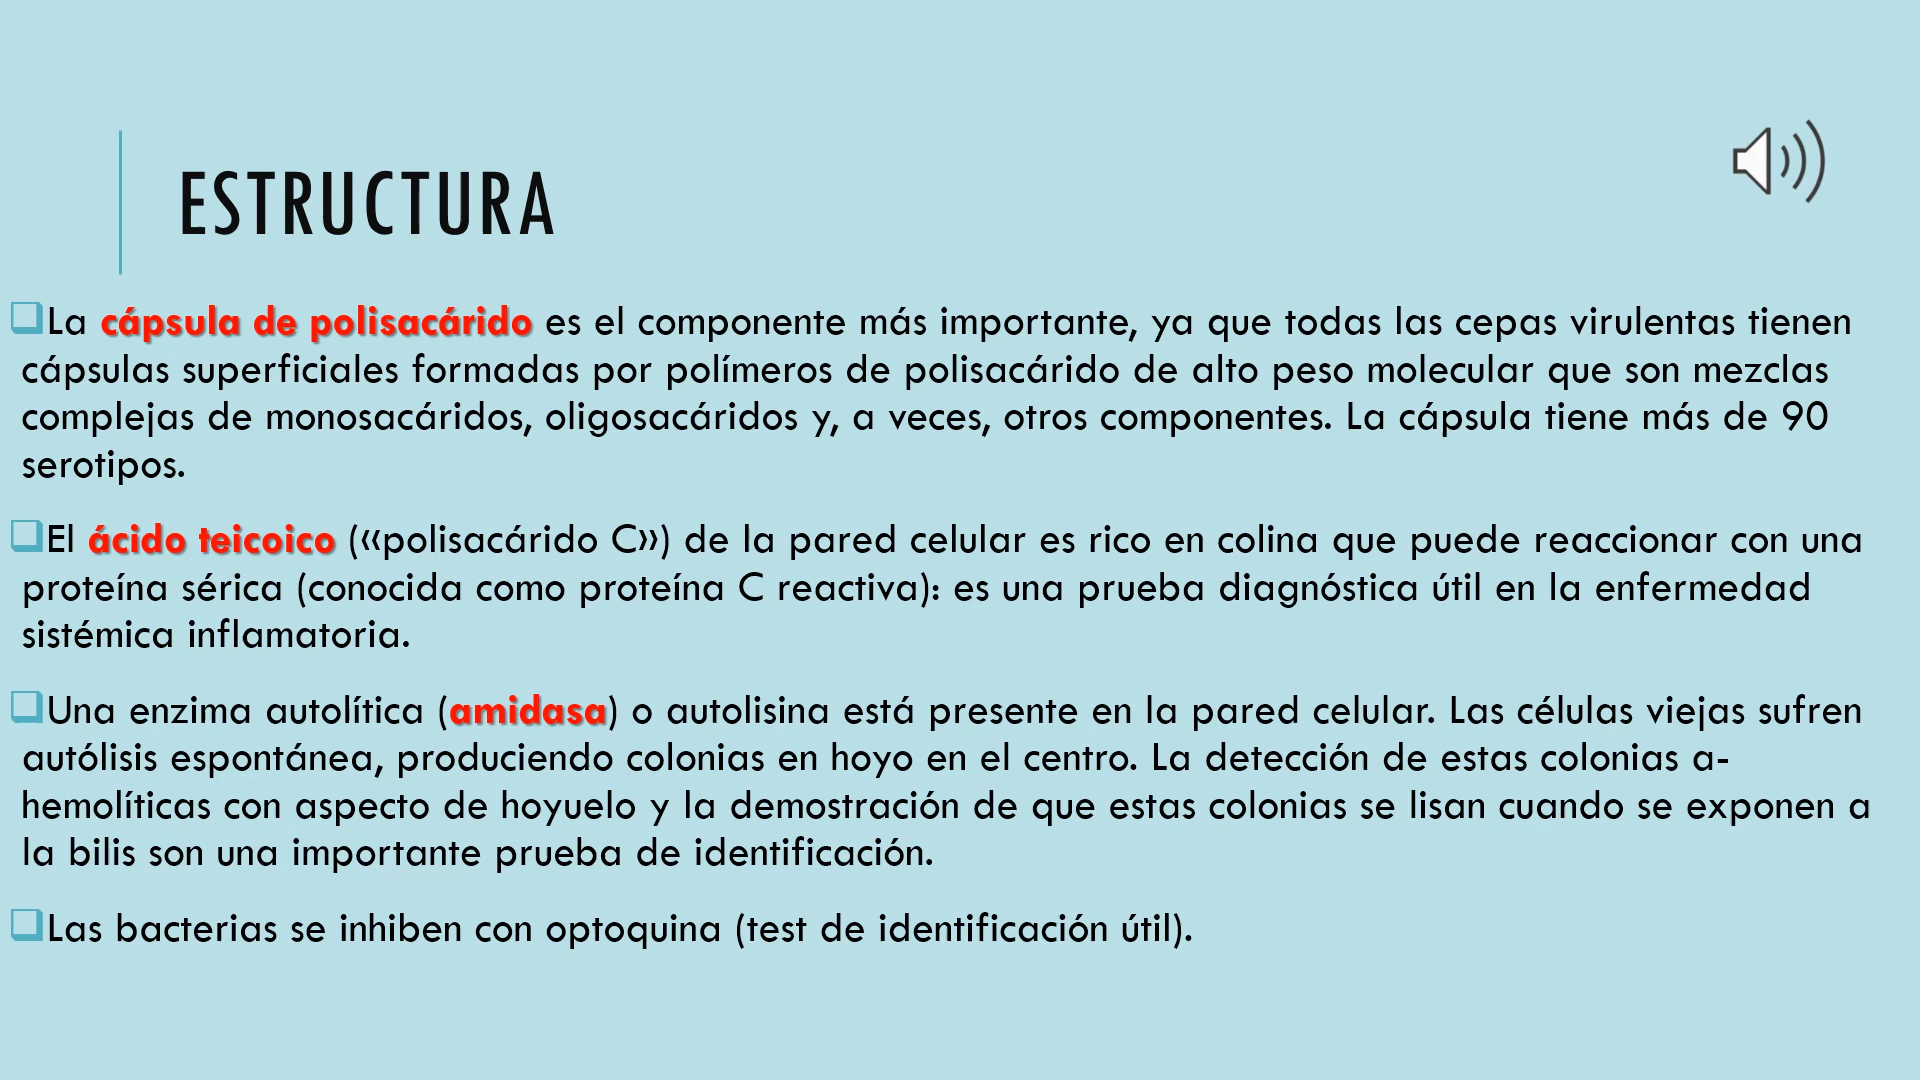 ESTRUCTURA
La cápsula de polisacárido es el componente más importante, ya que todas las cepas virulentas tienen
cápsulas superficiales formadas por polímeros de polisacárido de alto peso molecular que son mezclas
complejas de monosacáridos, oligosacáridos y, a veces, otros componentes. La cápsula tiene más de 90
serotipos.
El ácido teicoico («polisacárido C») de la pared celular es rico en colina que puede reaccionar con una
proteína sérica (conocida como proteína C reactiva): es una prueba diagnóstica útil en la enfermedad
sistémica inflamatoria.
Una enzima autolítica (amidasa) o autolisina está presente en la pared celular. Las células viejas sufren
autólisis espontánea, produciendo colonias en hoyo en el centro. La detección de estas colonias a-
hemolíticas con aspecto de hoyuelo y la demostración de que estas colonias se lisan cuando se exponen a
la bilis son una importante prueba de identificación.
Las bacterias se inhiben con optoquina (test de identificación útil).